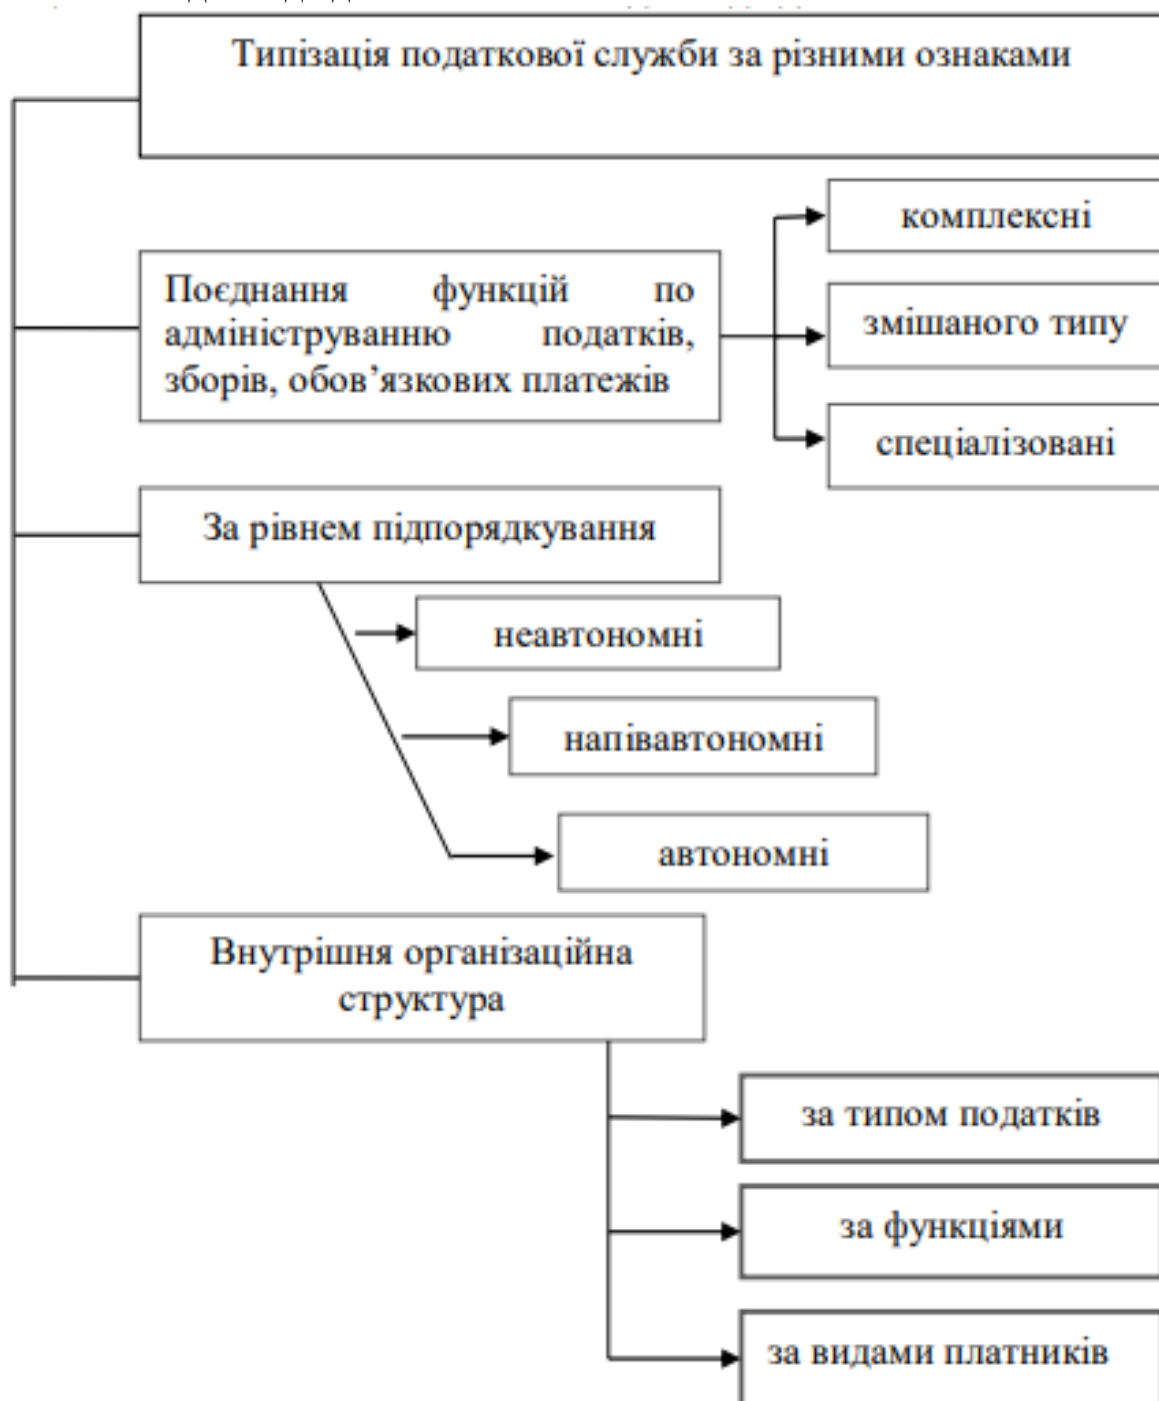 Типізація податкової служби за різними ознаками
комплексні
Поєднання функцій по
адмініструванню податків,
зборів, обов’язкових платежів
змішаного типу
спеціалізовані
За рівнем підпорядкування
неавтономні
напівавтономні
автономні
Внутрішня організаційна
структура
за типом податків
за функціями
за видами платників